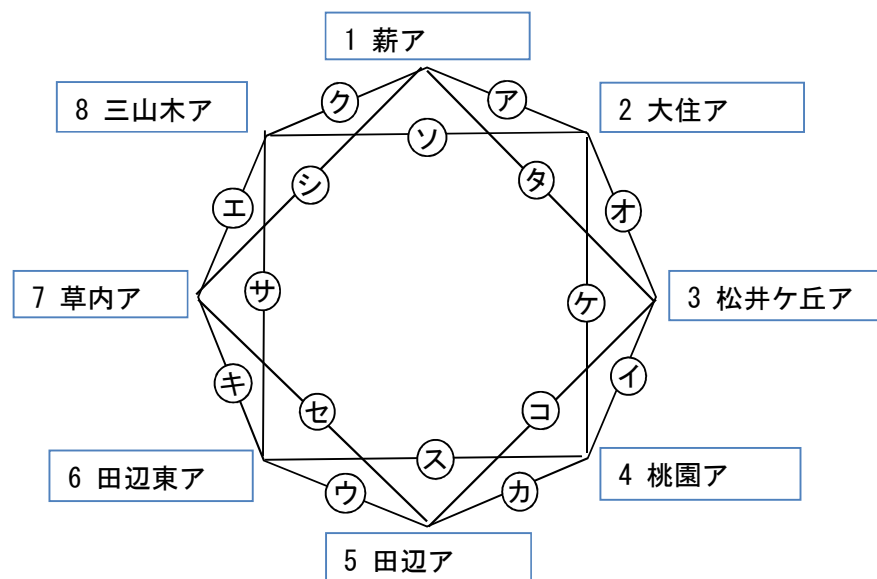 1 薪ア
ク
ア
8 三山木ア
2 大住ア
ソ
シ
タ
エ
オ
サ
ケ
7 草内ア
3 松井ケ丘ア
キ
イ
セ
コ
ス
6 田辺東ア
4 桃園ア
ウ
カ
5 田辺ア